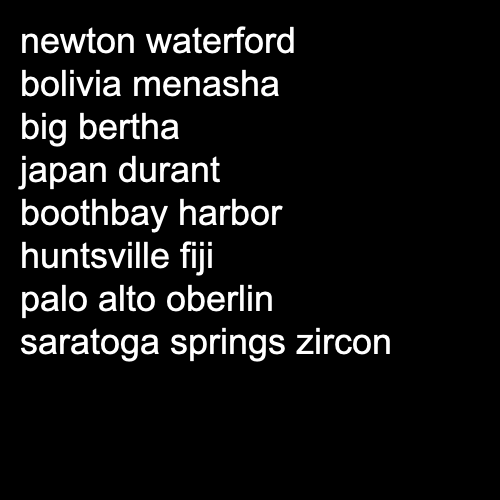 newton waterford
bolivia menasha
big bertha
japan durant
boothbay harbor
huntsville fiji
palo alto oberlin
saratoga springs zircon